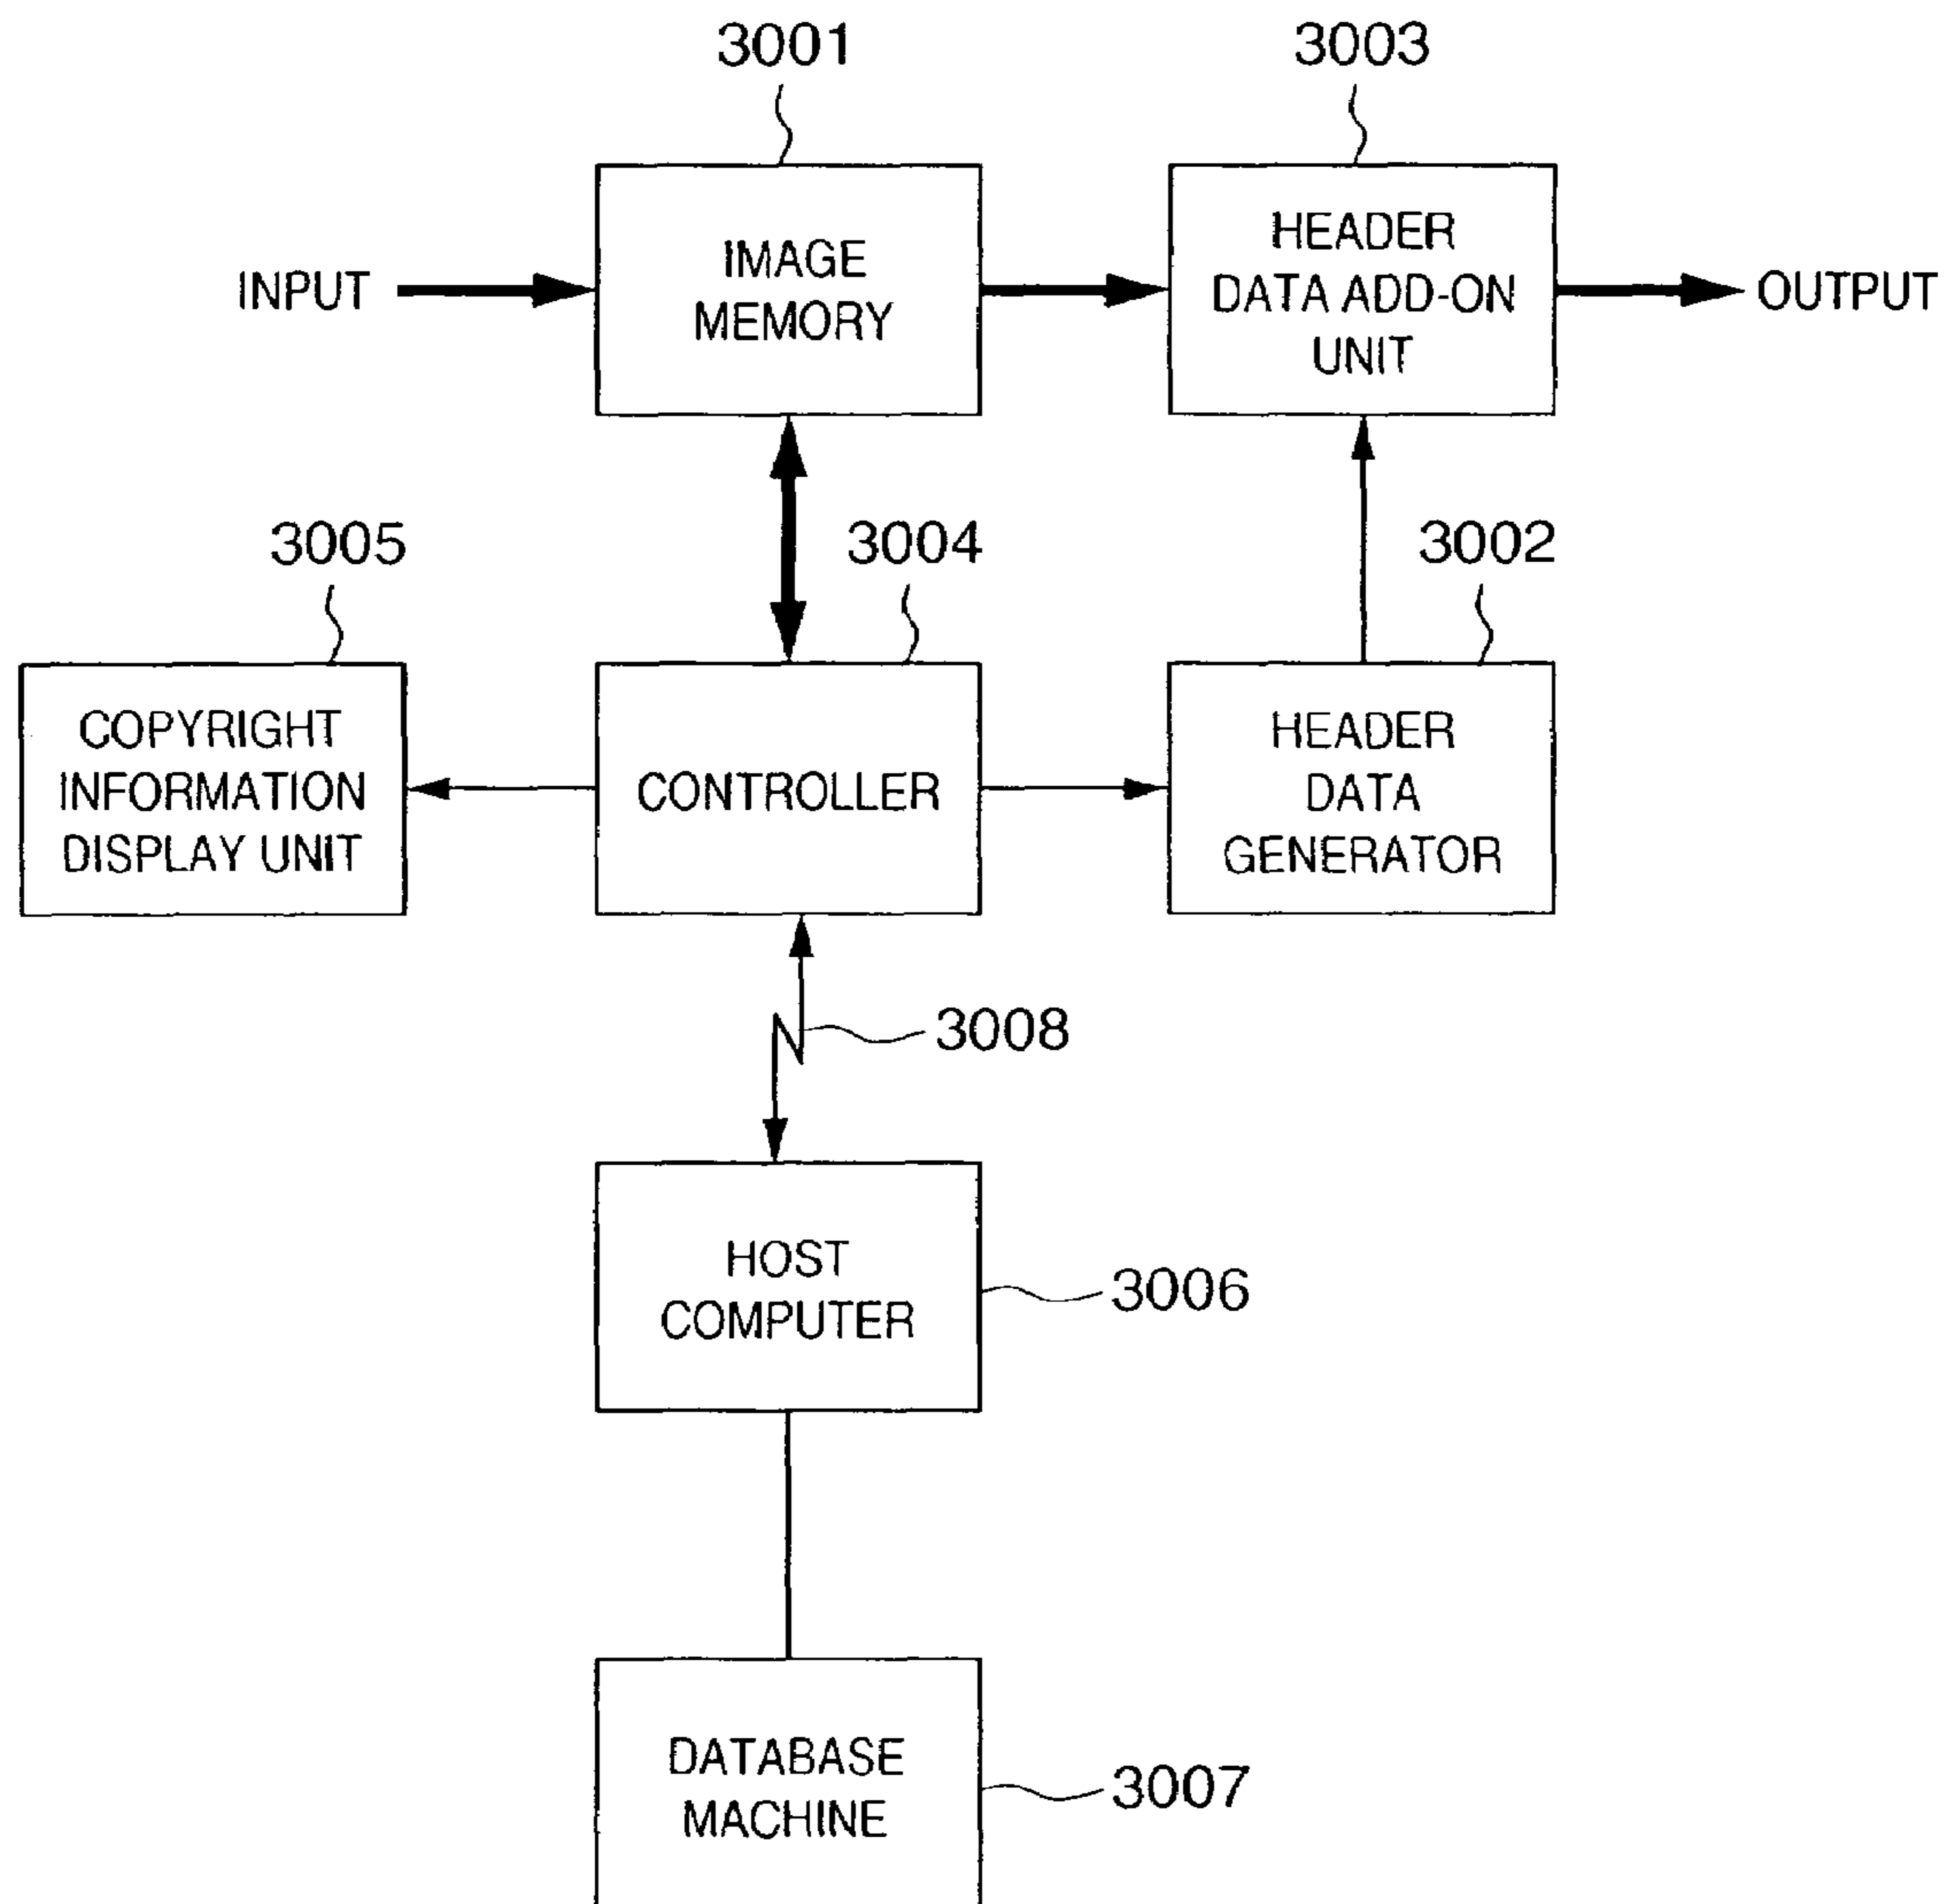 3001
3003
INPUT
IMAGE
MEMORY
HEADER
DATA ADD-ON
UNIT
OUTPUT
3005
3004
3002
COPYRIGHT
INFORMATION
DISPLAY UNIT
CONTROLLER
HEADER
DATA
GENERATOR
3008
HOST
COMPUTER
3006
DATABASE
MACHINE
3007